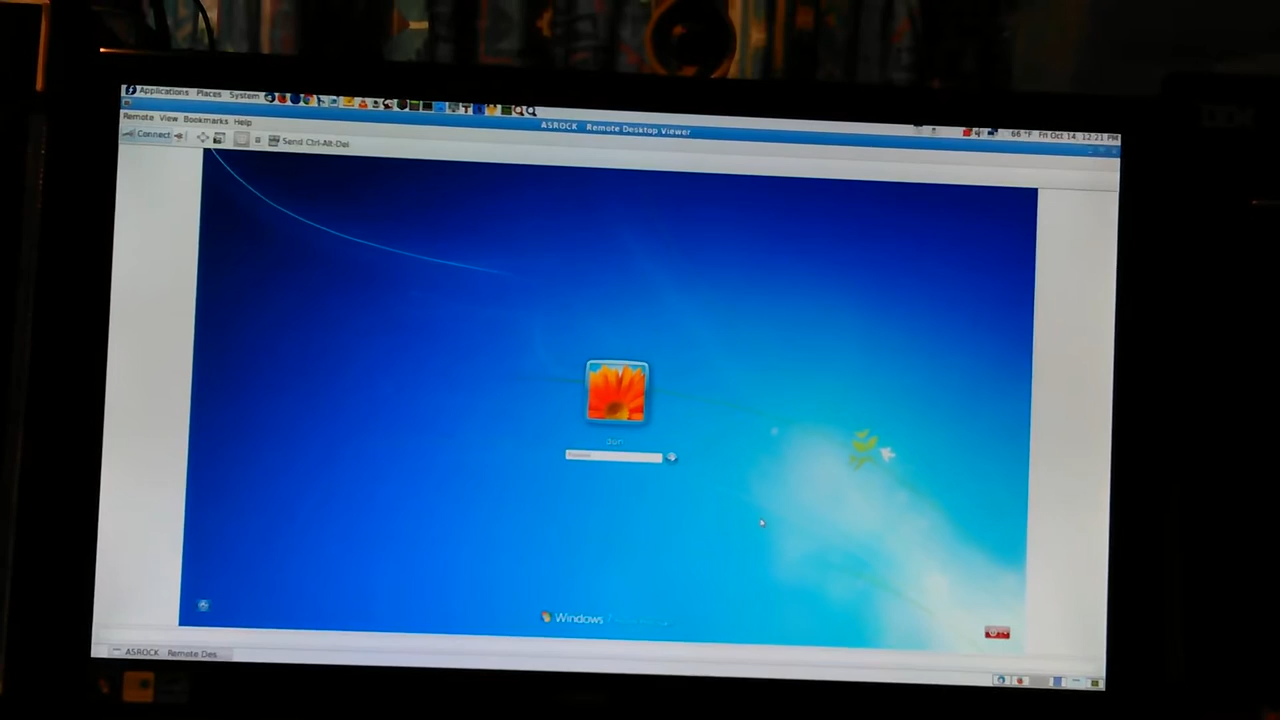 Applications Places System
66 °F Fri Oct 14, 12:21 PM
ASROCK Remote Desktop Viewer
Remote View Bookmarks Help
Connect Send Ctrl-Alt-Del
Windows 7
ASROCK Remote Des